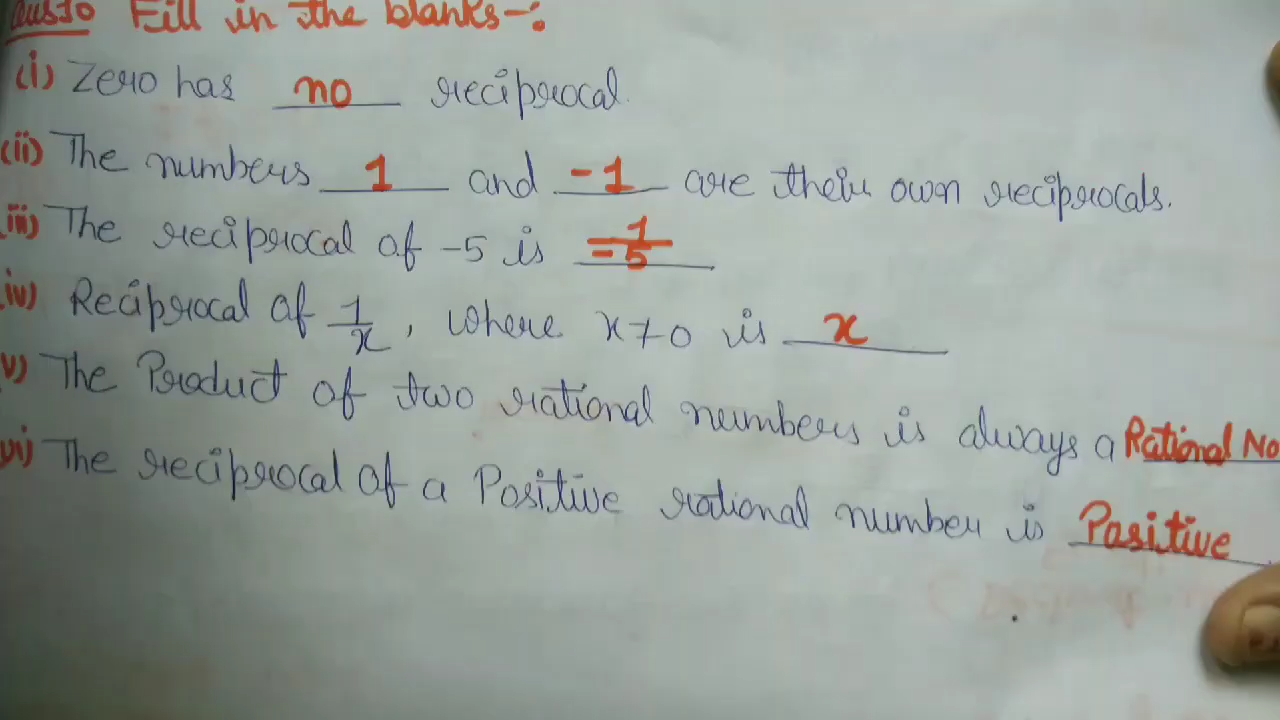 Ques10 Fill in the blanks-:
(i) Zero has no reciprocal.
(ii) The numbers 1 and -1 are their own reciprocals.
iii) The reciprocal of -5 is 1/-5
iv) Reciprocal of 1/x, where x≠0 is x
v) The Product of two rational numbers is always a Rational No
vi) The reciprocal of a Positive rational number is Pasitive